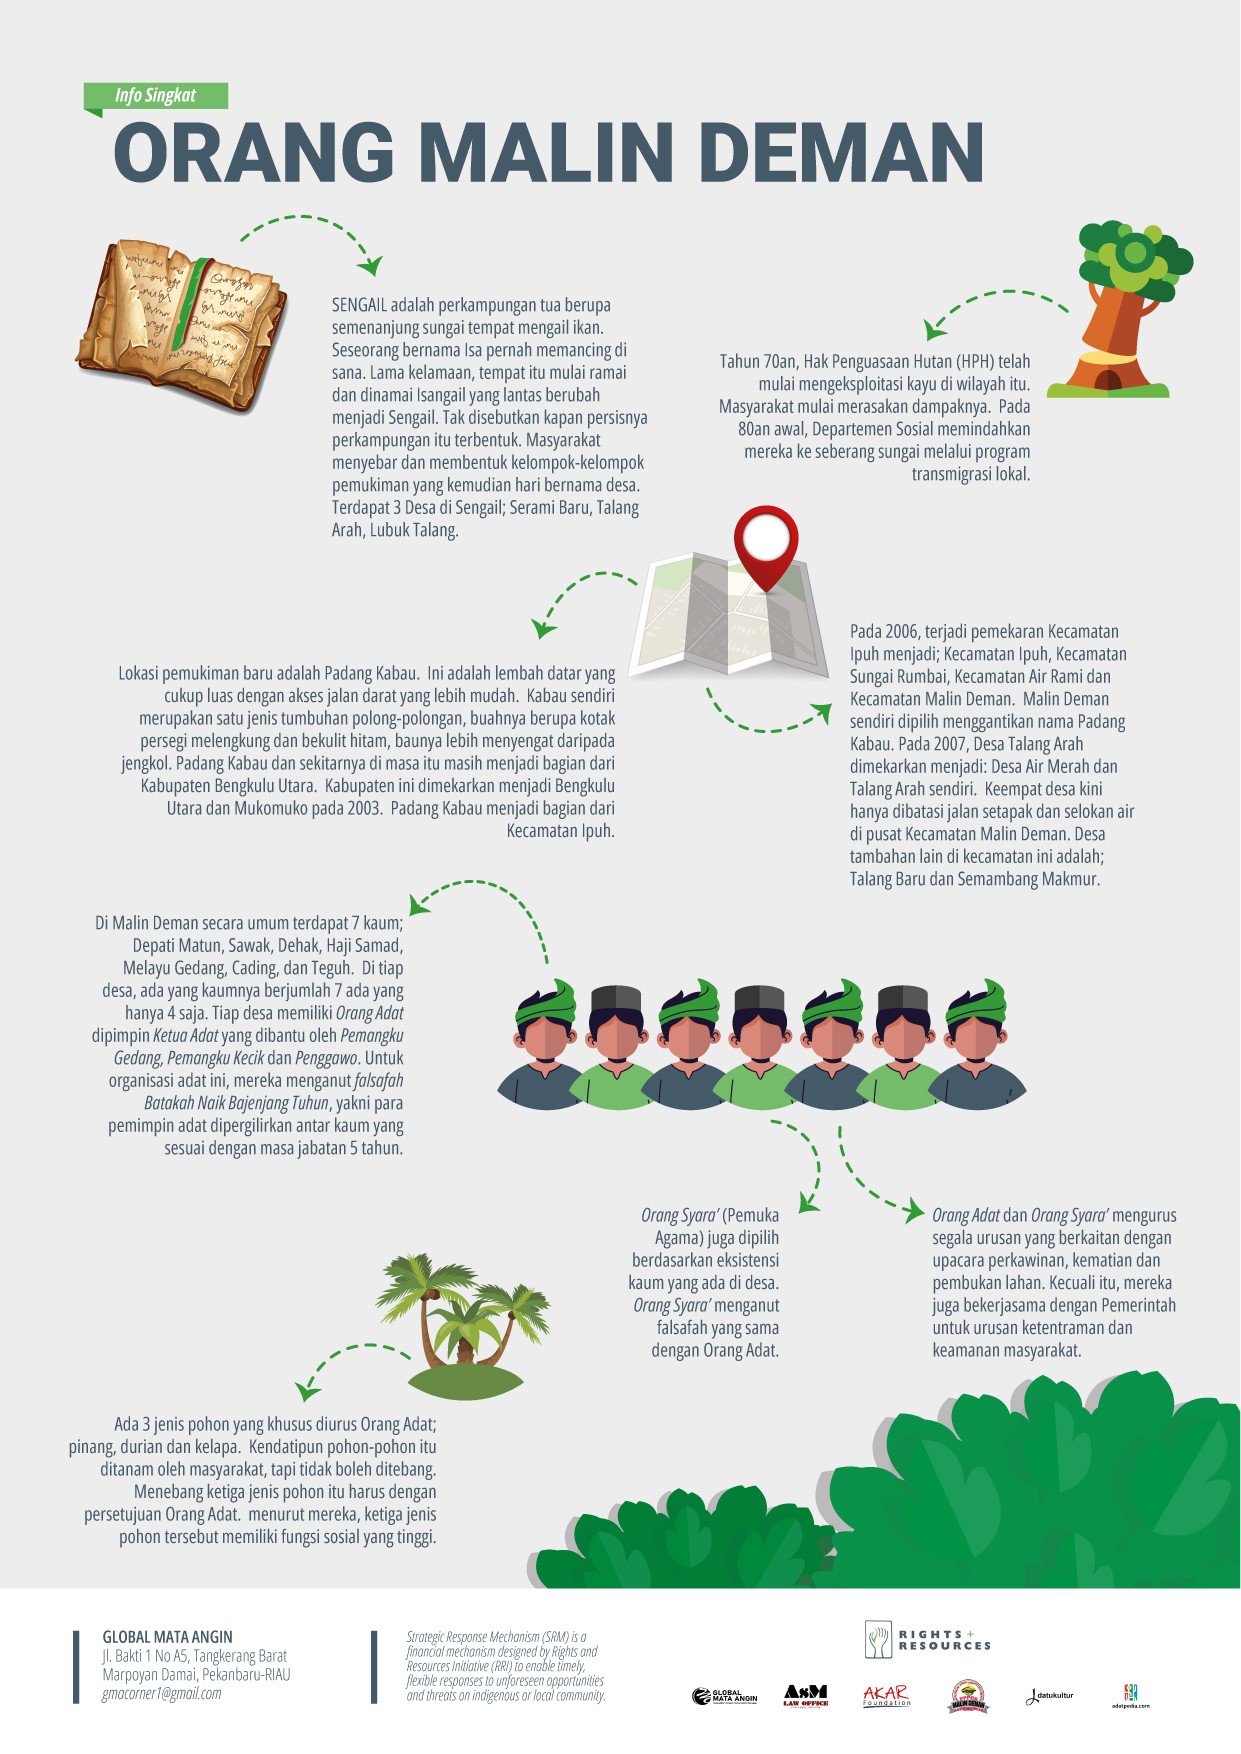 Info Singkat
ORANG MALIN DEMAN
SENGAIL adalah perkampungan tua berupa
semenanjung sungai tempat mengail ikan.
Seseorang bernama Isa pernah memancing di
sana. Lama kelamaan, tempat itu mulai ramai
dan dinamai Isangail yang lantas berubah
menjadi Sengail. Tak disebutkan kapan persisnya
perkampungan itu terbentuk. Masyarakat
menyebar dan membentuk kelompok-kelompok
pemukiman yang kemudian hari bernama desa.
Terdapat 3 Desa di Sengail; Serami Baru, Talang
Arah, Lubuk Talang.
Tahun 70an, Hak Penguasaan Hutan (HPH) telah
mulai mengeksploitasi kayu di wilayah itu.
Masyarakat mulai merasakan dampaknya. Pada
80an awal, Departemen Sosial memindahkan
mereka ke seberang sungai melalui program
transmigrasi lokal.
Lokasi pemukiman baru adalah Padang Kabau. Ini adalah lembah datar yang
cukup luas dengan akses jalan darat yang lebih mudah. Kabau sendiri
merupakan satu jenis tumbuhan polong-polongan, buahnya berupa kotak
persegi melengkung dan bekulit hitam, baunya lebih menyengat daripada
jengkol. Padang Kabau dan sekitarnya di masa itu masih menjadi bagian dari
Kabupaten Bengkulu Utara. Kabupaten ini dimekarkan menjadi Bengkulu
Utara dan Mukomuko pada 2003. Padang Kabau menjadi bagian dari
Kecamatan Ipuh.
Pada 2006, terjadi pemekaran Kecamatan
Ipuh menjadi; Kecamatan Ipuh, Kecamatan
Sungai Rumbai, Kecamatan Air Rami dan
Kecamatan Malin Deman. Malin Deman
sendiri dipilih menggantikan nama Padang
Kabau. Pada 2007, Desa Talang Arah
dimekarkan menjadi: Desa Air Merah dan
Talang Arah sendiri. Keempat desa kini
hanya dibatasi jalan setapak dan selokan air
di pusat Kecamatan Malin Deman. Desa
tambahan lain di kecamatan ini adalah;
Talang Baru dan Semambang Makmur.
Di Malin Deman secara umum terdapat 7 kaum;
Depati Matun, Sawak, Dehak, Haji Samad,
Melayu Gedang, Cading, dan Teguh. Di tiap
desa, ada yang kaumnya berjumlah 7 ada yang
hanya 4 saja. Tiap desa memiliki Orang Adat
dipimpin Ketua Adat yang dibantu oleh Pemangku
Gedang, Pemangku Kecik dan Penggawo. Untuk
organisasi adat ini, mereka menganut falsafah
Batakah Naik Bajenjang Tuhun, yakni para
pemimpin adat dipergilirkan antar kaum yang
sesuai dengan masa jabatan 5 tahun.
Orang Syara’ (Pemuka
Agama) juga dipilih
berdasarkan eksistensi
kaum yang ada di desa.
Orang Syara’ menganut
falsafah yang sama
dengan Orang Adat.
Orang Adat dan Orang Syara’ mengurus
segala urusan yang berkaitan dengan
upacara perkawinan, kematian dan
pembukan lahan. Kecuali itu, mereka
juga bekerjasama dengan Pemerintah
untuk urusan ketentraman dan
keamanan masyarakat.
Ada 3 jenis pohon yang khusus diurus Orang Adat;
pinang, durian dan kelapa. Kendatipun pohon-pohon itu
ditanam oleh masyarakat, tapi tidak boleh ditebang.
Menebang ketiga jenis pohon itu harus dengan
persetujuan Orang Adat. menurut mereka, ketiga jenis
pohon tersebut memiliki fungsi sosial yang tinggi.
GLOBAL MATA ANGIN
Jl. Bakti 1 No A5, Tangkerang Barat
Marpoyan Damai, Pekanbaru-RIAU
gmacorner1@gmail.com
Strategic Response Mechanism (SRM) is a
financial mechanism designed by Rights and
Resources Initiative (RRI) to enable timely,
flexible responses to unforeseen opportunities
and threats on indigenous or local community.
RIGHTS +
RESOURCES
GLOBAL
MATA ANGIN
A&M
LAW OFFICE
AKAR
Foundation
MALIN DEMAN
datukultur
adatpedia.com